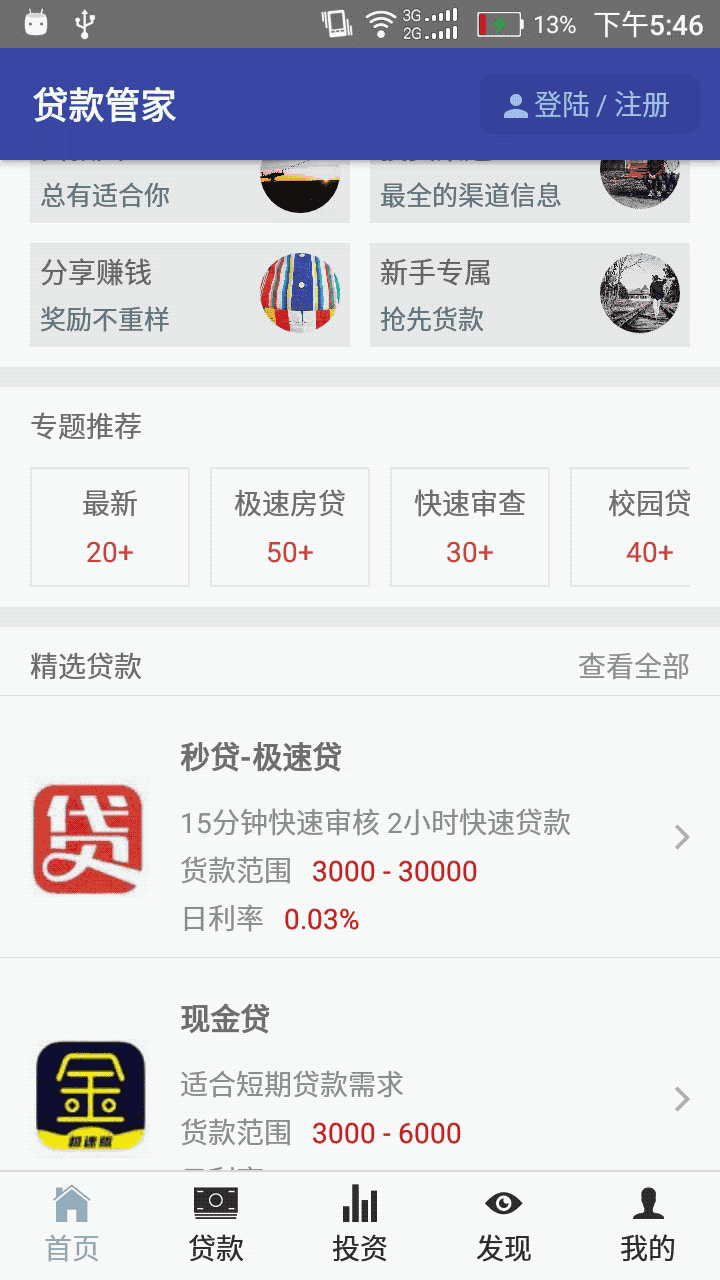 3G
2G
13%
下午5:46
贷款管家
登陆 / 注册
总有适合你
最全的渠道信息
分享赚钱
新手专属
奖励不重样
抢先货款
专题推荐
最新
极速房贷
快速审查
校园贷
20+
50+
30+
40+
精选贷款
查看全部
秒贷-极速贷
贷
15分钟快速审核 2小时快速贷款
货款范围 3000 - 30000
日利率 0.03%
现金贷
金
极速版
适合短期贷款需求
货款范围 3000 - 6000
首页
贷款
投资
发现
我的